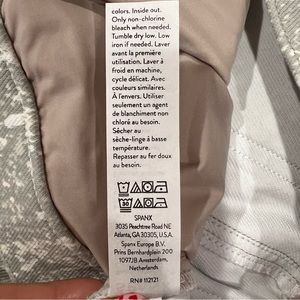 colors. Inside out.
Only non-chlorine
bleach when needed.
Tumble dry low. Low
iron if needed. Laver
avant la première
utilisation. Laver à
froid en machine,
cycle délicat. Avec
couleurs similaires.
À l'envers. Utiliser
seulement un agent
de blanchiment non
chloré au besoin.
Sécher au
sèche-linge à basse
température.
Repasser au fer doux
au besoin.
SPANX
3035 Peachtree Road NE
Atlanta, GA 30305, U.S.A.
Spanx Europe B.V.
Prins Bernhardplein 200
1097JB Amsterdam,
Netherlands
RN# 112121